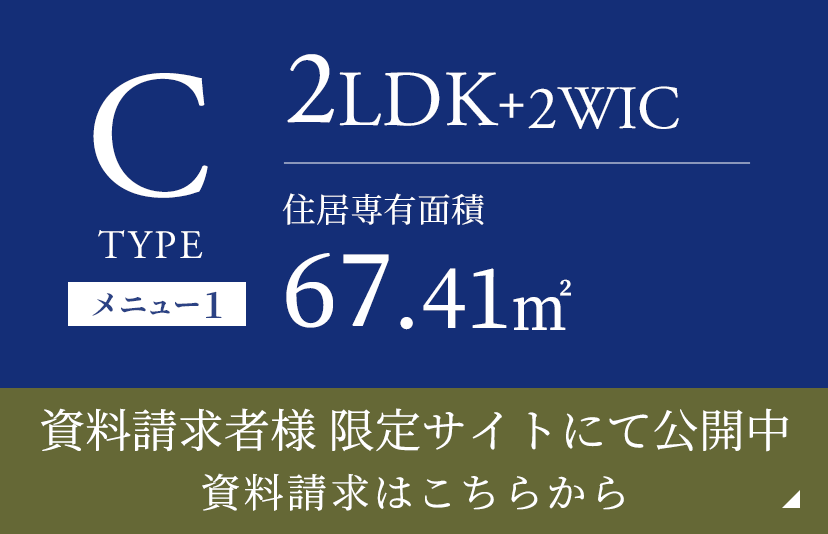 C
TYPE
メニュー1
2LDK+2WIC
住居専有面積
67.41㎡
資料請求者様 限定サイトにて公開中
資料請求はこちらから